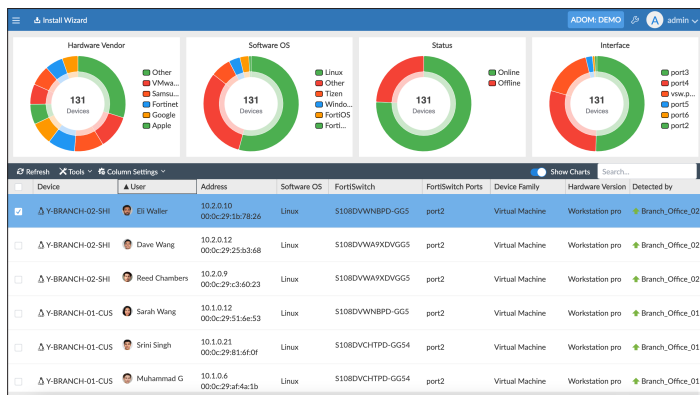 Install Wizard
ADOM: DEMO
A admin
Hardware Vendor
131
Devices
Other
VMwa...
Samsu...
Fortinet
Google
Apple
Software OS
131
Devices
Linux
Other
Tizen
Windo...
FortiOS
Forti...
Status
131
Devices
Online
Offline
Interface
131
Devices
port3
port4
vsw.p...
port5
port6
port2
Refresh Tools Column Settings Show Charts Search...
Device User Address Software OS FortiSwitch FortiSwitch Ports Device Family Hardware Version Detected by
Y-BRANCH-02-SHI Eli Waller 10.2.0.10 Linux S108DVWNBPD-GG5 port2 Virtual Machine Workstation pro Branch_Office_02
00:0c:29:1b:78:26
Y-BRANCH-02-SHI Dave Wang 10.2.0.12 Linux S108DVWA9XDVGG5 port2 Virtual Machine Workstation pro Branch_Office_02
00:0c:29:25:b3:68
Y-BRANCH-02-SHI Reed Chambers 10.2.0.9 Linux S108DVWA9XDVGG5 port2 Virtual Machine Workstation pro Branch_Office_02
00:0c:29:c3:60:23
Y-BRANCH-01-CUS Sarah Wang 10.1.0.12 Linux S108DVWNBPD-GG5 port2 Virtual Machine Workstation pro Branch_Office_01
00:0c:29:51:6e:53
Y-BRANCH-01-CUS Srini Singh 10.1.0.21 Linux S108DVCHTPD-GG54 port2 Virtual Machine Workstation pro Branch_Office_01
00:0c:29:81:6f:0f
Y-BRANCH-01-CUS Muhammad G 10.1.0.6 Linux S108DVCHTPD-GG54 port2 Virtual Machine Workstation pro Branch_Office_01
00:0c:29:af:4a:1b